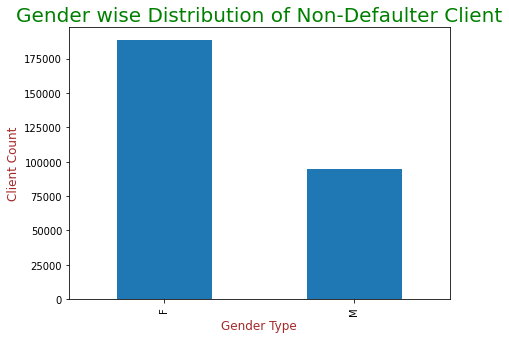 Gender wise Distribution of Non-Defaulter Client
175000
150000
125000
100000
75000
50000
25000
0
Client Count
F
M
Gender Type